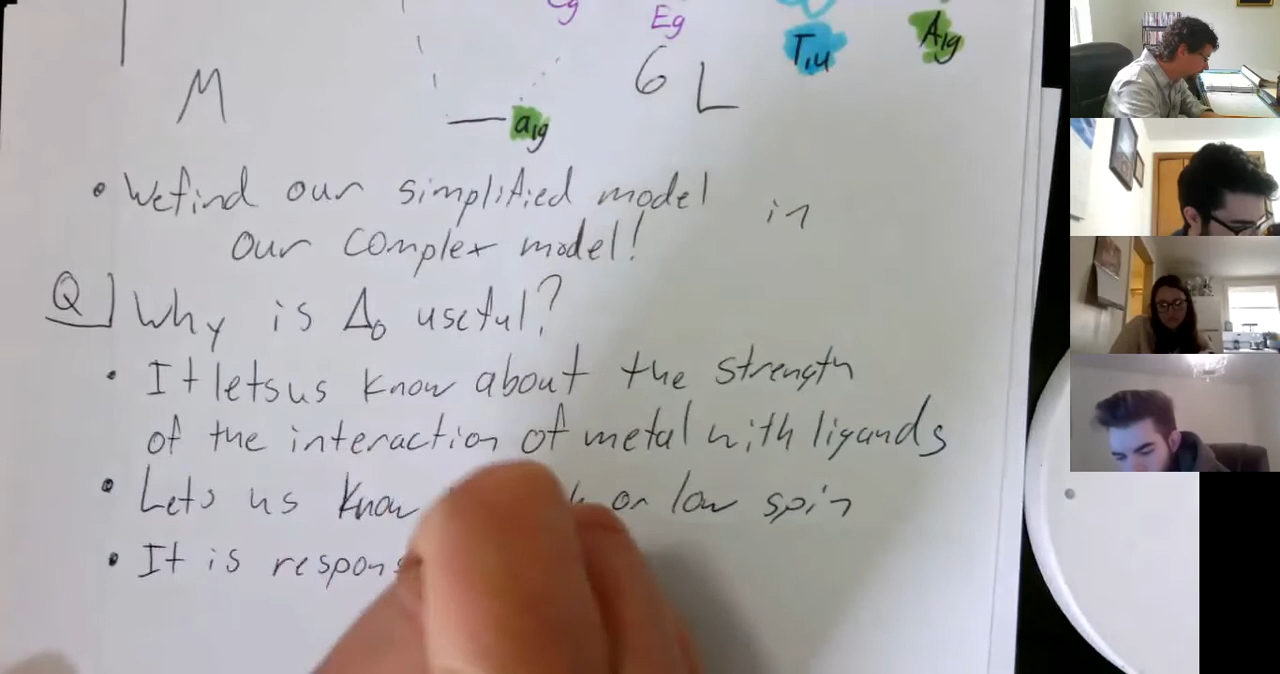 Eg
Eg
T1u
A1g
M
6 L
a1g
• We find our simplified model in
our complex model!
Q] Why is Δo useful?
• It lets us know about the strength
of the interaction of metal with ligands
• Lets us know or low spin
• It is